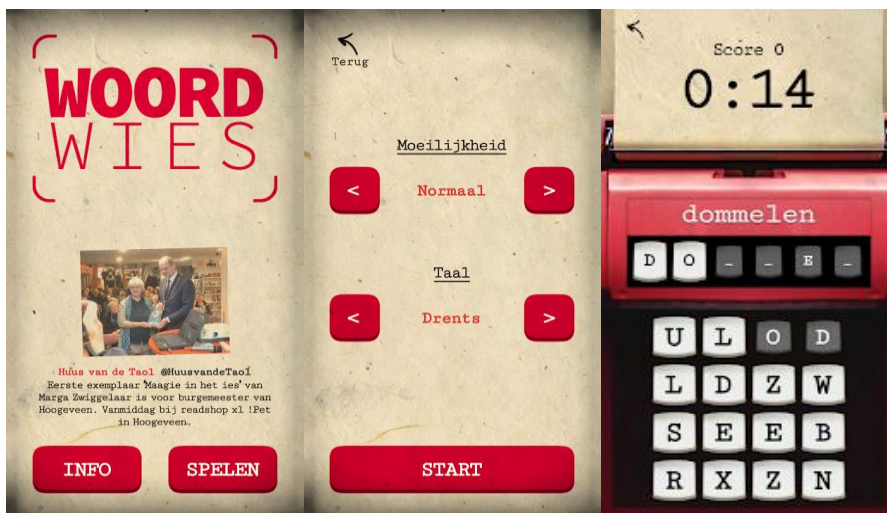 WOORD
WIES
Huus van de Taol @HuusvandeTaol
Eerste exemplaar 'Maagie in het ies' van
Marga Zwiggelaar is voor burgemeester van
Hoogeveen. Vanmiddag bij readshop xl !Pet
in Hoogeveen.
INFO
SPELEN
Terug
Moeilijkheid
< Normaal >
Taal
< Drents >
START
Score 0
0:14
dommelen
D O _ _ E _
U L O D
L D Z W
S E E B
R X Z N